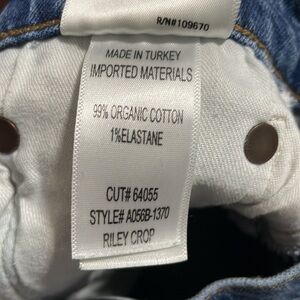 R/N#109670
MADE IN TURKEY
IMPORTED MATERIALS
99% ORGANIC COTTON
1%ELASTANE
CUT# 64055
STYLE# A056B-1370
RILEY CROP